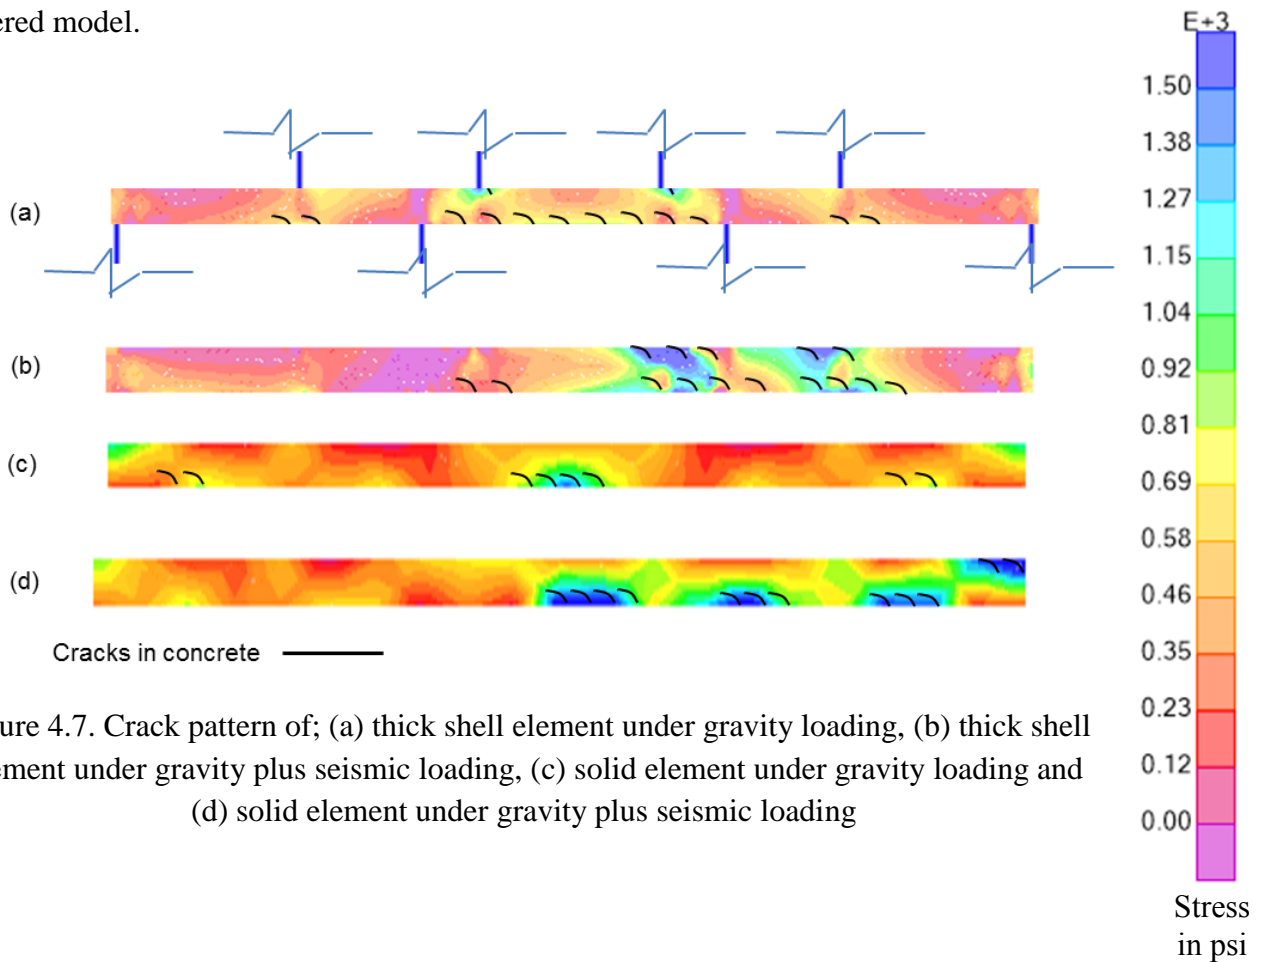 ered model.
E+3
1.50
1.38
1.27
1.15
1.04
0.92
0.81
0.69
0.58
0.46
0.35
0.23
0.12
0.00
Stress
in psi
(a)
(b)
(c)
(d)
Cracks in concrete
ure 4.7. Crack pattern of; (a) thick shell element under gravity loading, (b) thick shell
ement under gravity plus seismic loading, (c) solid element under gravity loading and
(d) solid element under gravity plus seismic loading